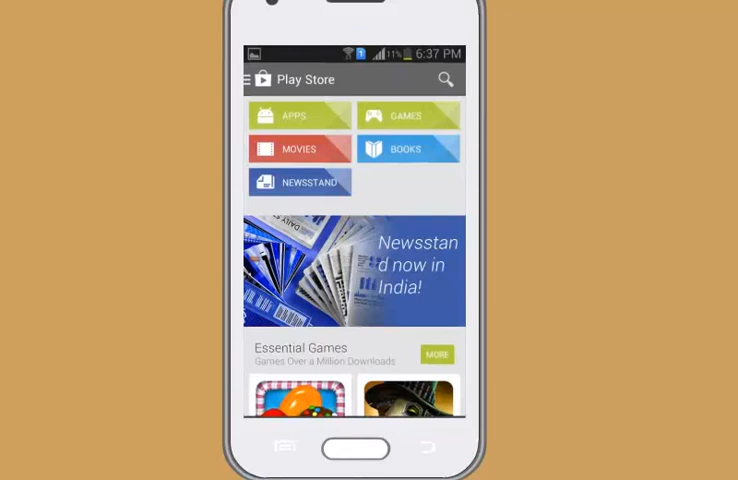 11% 6:37 PM
Play Store
APPS
GAMES
MOVIES
BOOKS
NEWSSTAND
Newsstan
d now in
India!
Essential Games
Games Over a Million Downloads
MORE